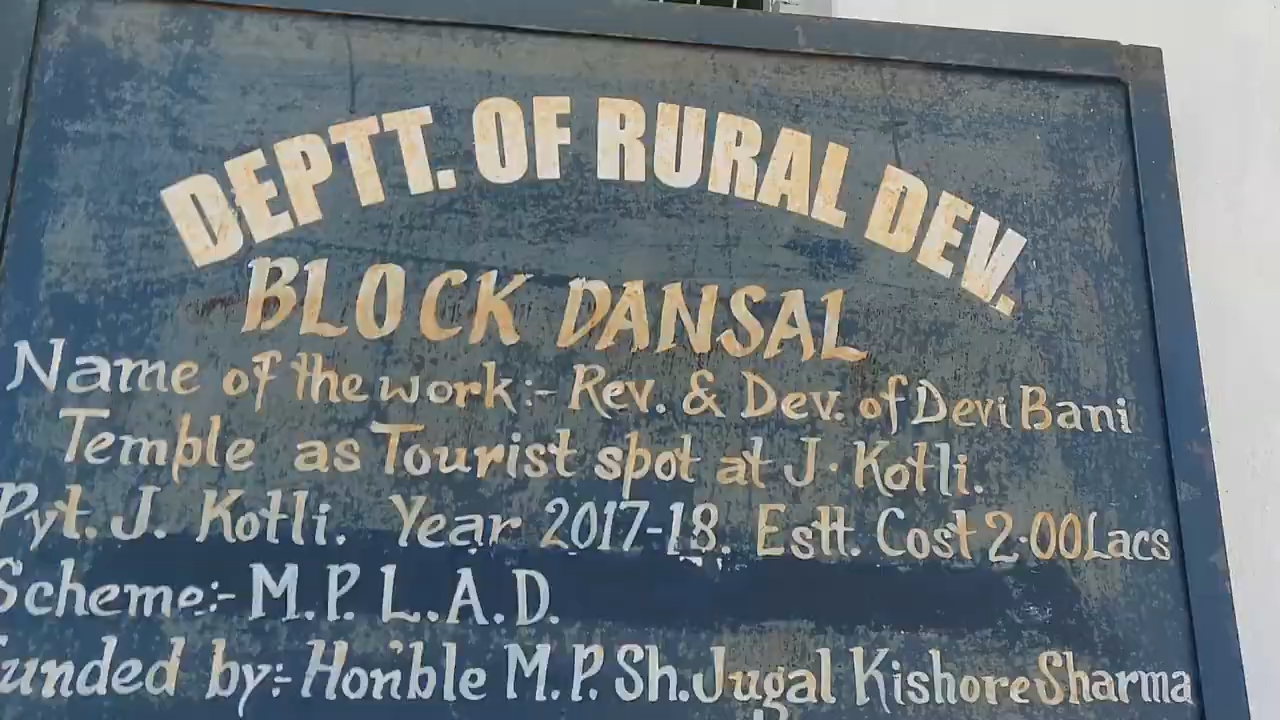 DEPTT. OF RURAL DEV.
BLOCK DANSAL
Name of the work:- Rev. & Dev. of Devi Bani
Temple as Tourist spot at J. Kotli.
Pyt. J. Kotli. Year 2017-18. Estt. Cost 2.00 Lacs
Scheme:- M.P.L.A.D.
unded by:- Hon'ble M.P. Sh. Jugal Kishore Sharma